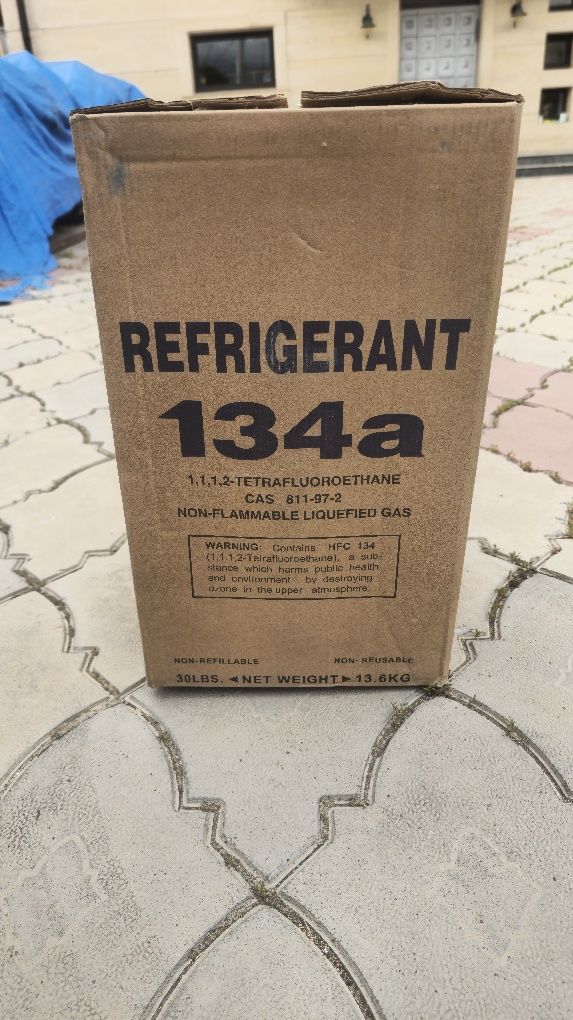 REFRIGERANT
134a
1,1,1,2-TETRAFLUOROETHANE
CAS 811-97-2
NON-FLAMMABLE LIQUEFIED GAS
WARNING: Contains HFC 134
(1,1,1,2-Telrafluoroethane), a sub-
stance which harms public health
and environment by destroying
ozone in the upper atmosphere.
NON-REFILLABLE NON-REUSABLE
30LBS. ◄NET WEIGHT► 13.6KG